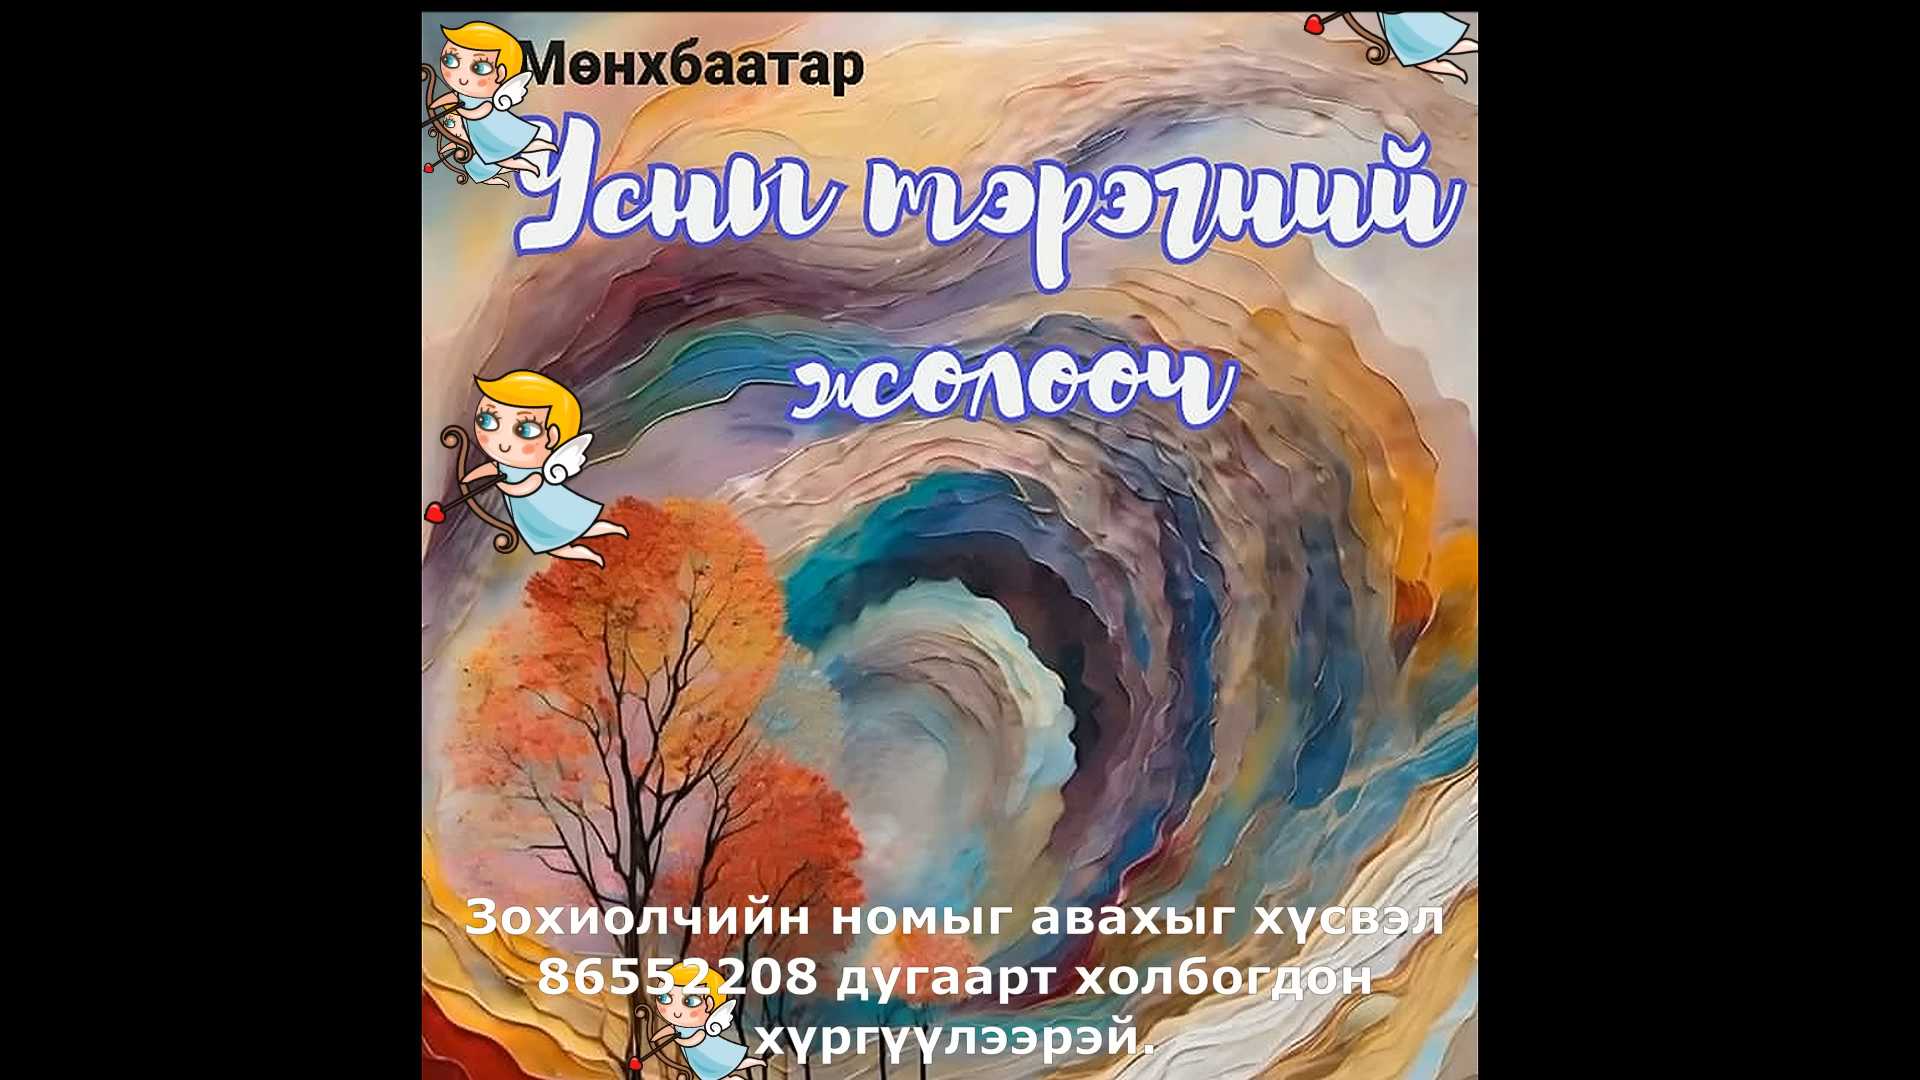 Мөнхбаатар
Усны тэрэгний
жолооч
Зохиолчийн номыг авахыг хүсвэл
86552208 дугаарт холбогдон
хүргүүлээрэй.